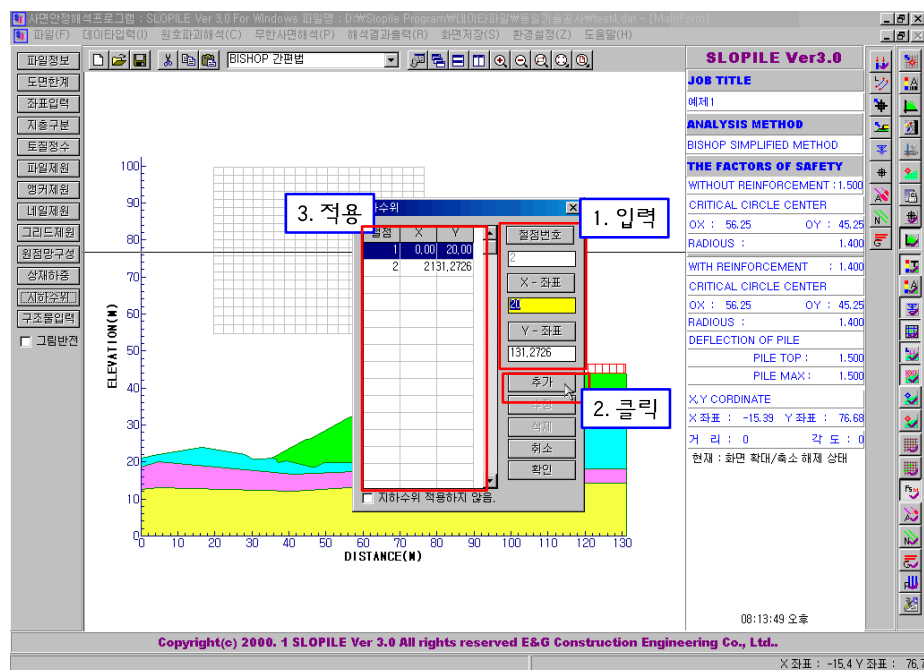 사면안정해석프로그램 : SLOPILE Ver 3.0 For Windows 파일명 : D:₩Slopile Program₩데이터파일₩동일기술공사₩test4.dat - [MainForm]
파일(F) 데이터입력(I) 원호파괴해석(C) 무한사면해석(P) 해석결과출력(R) 화면저장(S) 환경설정(Z) 도움말(H)
BISHOP 간편법
파일정보
도면한계
좌표입력
지층구분
토질정수
파일제원
앵커제원
네일제원
그리드제원
원점망구성
상재하중
지하수위
구조물입력
그림반전
100
90
80
70
60
50
40
30
20
10
0
ELEVATION(M)
0 10 20 30 40 50 60 70 80 90 100 110 120 130
DISTANCE(M)
3. 적용
하수위
절점 X Y
1 0,00 20,00
2 2131,2726
1. 입력
절점번호
2
X - 좌표
20
Y - 좌표
131,2726
추가
수정
삭제
취소
확인
2. 클릭
지하수위 적용하지 않음.
SLOPILE Ver3.0
JOB TITLE
예제1
ANALYSIS METHOD
BISHOP SIMPLIFIED METHOD
THE FACTORS OF SAFETY
WITHOUT REINFORCEMENT : 1.500
CRITICAL CIRCLE CENTER
OX : 56.25 OY : 45.25
RADIOUS : 1.400
WITH REINFORCEMENT : 1.400
CRITICAL CIRCLE CENTER
OX : 56.25 OY : 45.25
RADIOUS : 1.400
DEFLECTION OF PILE
PILE TOP : 1.500
PILE MAX : 1.500
X,Y CORDINATE
X 좌표 : -15.39 Y 좌표 : 76.68
거 리 : 0 각 도 : 0
현재 : 화면 확대/축소 해제 상태
08:13:49 오후
Copyright(c) 2000. 1 SLOPILE Ver 3.0 All rights reserved E&G Construction Engineering Co., Ltd..
X 좌표 : -15,4 Y 좌표 : 76,7